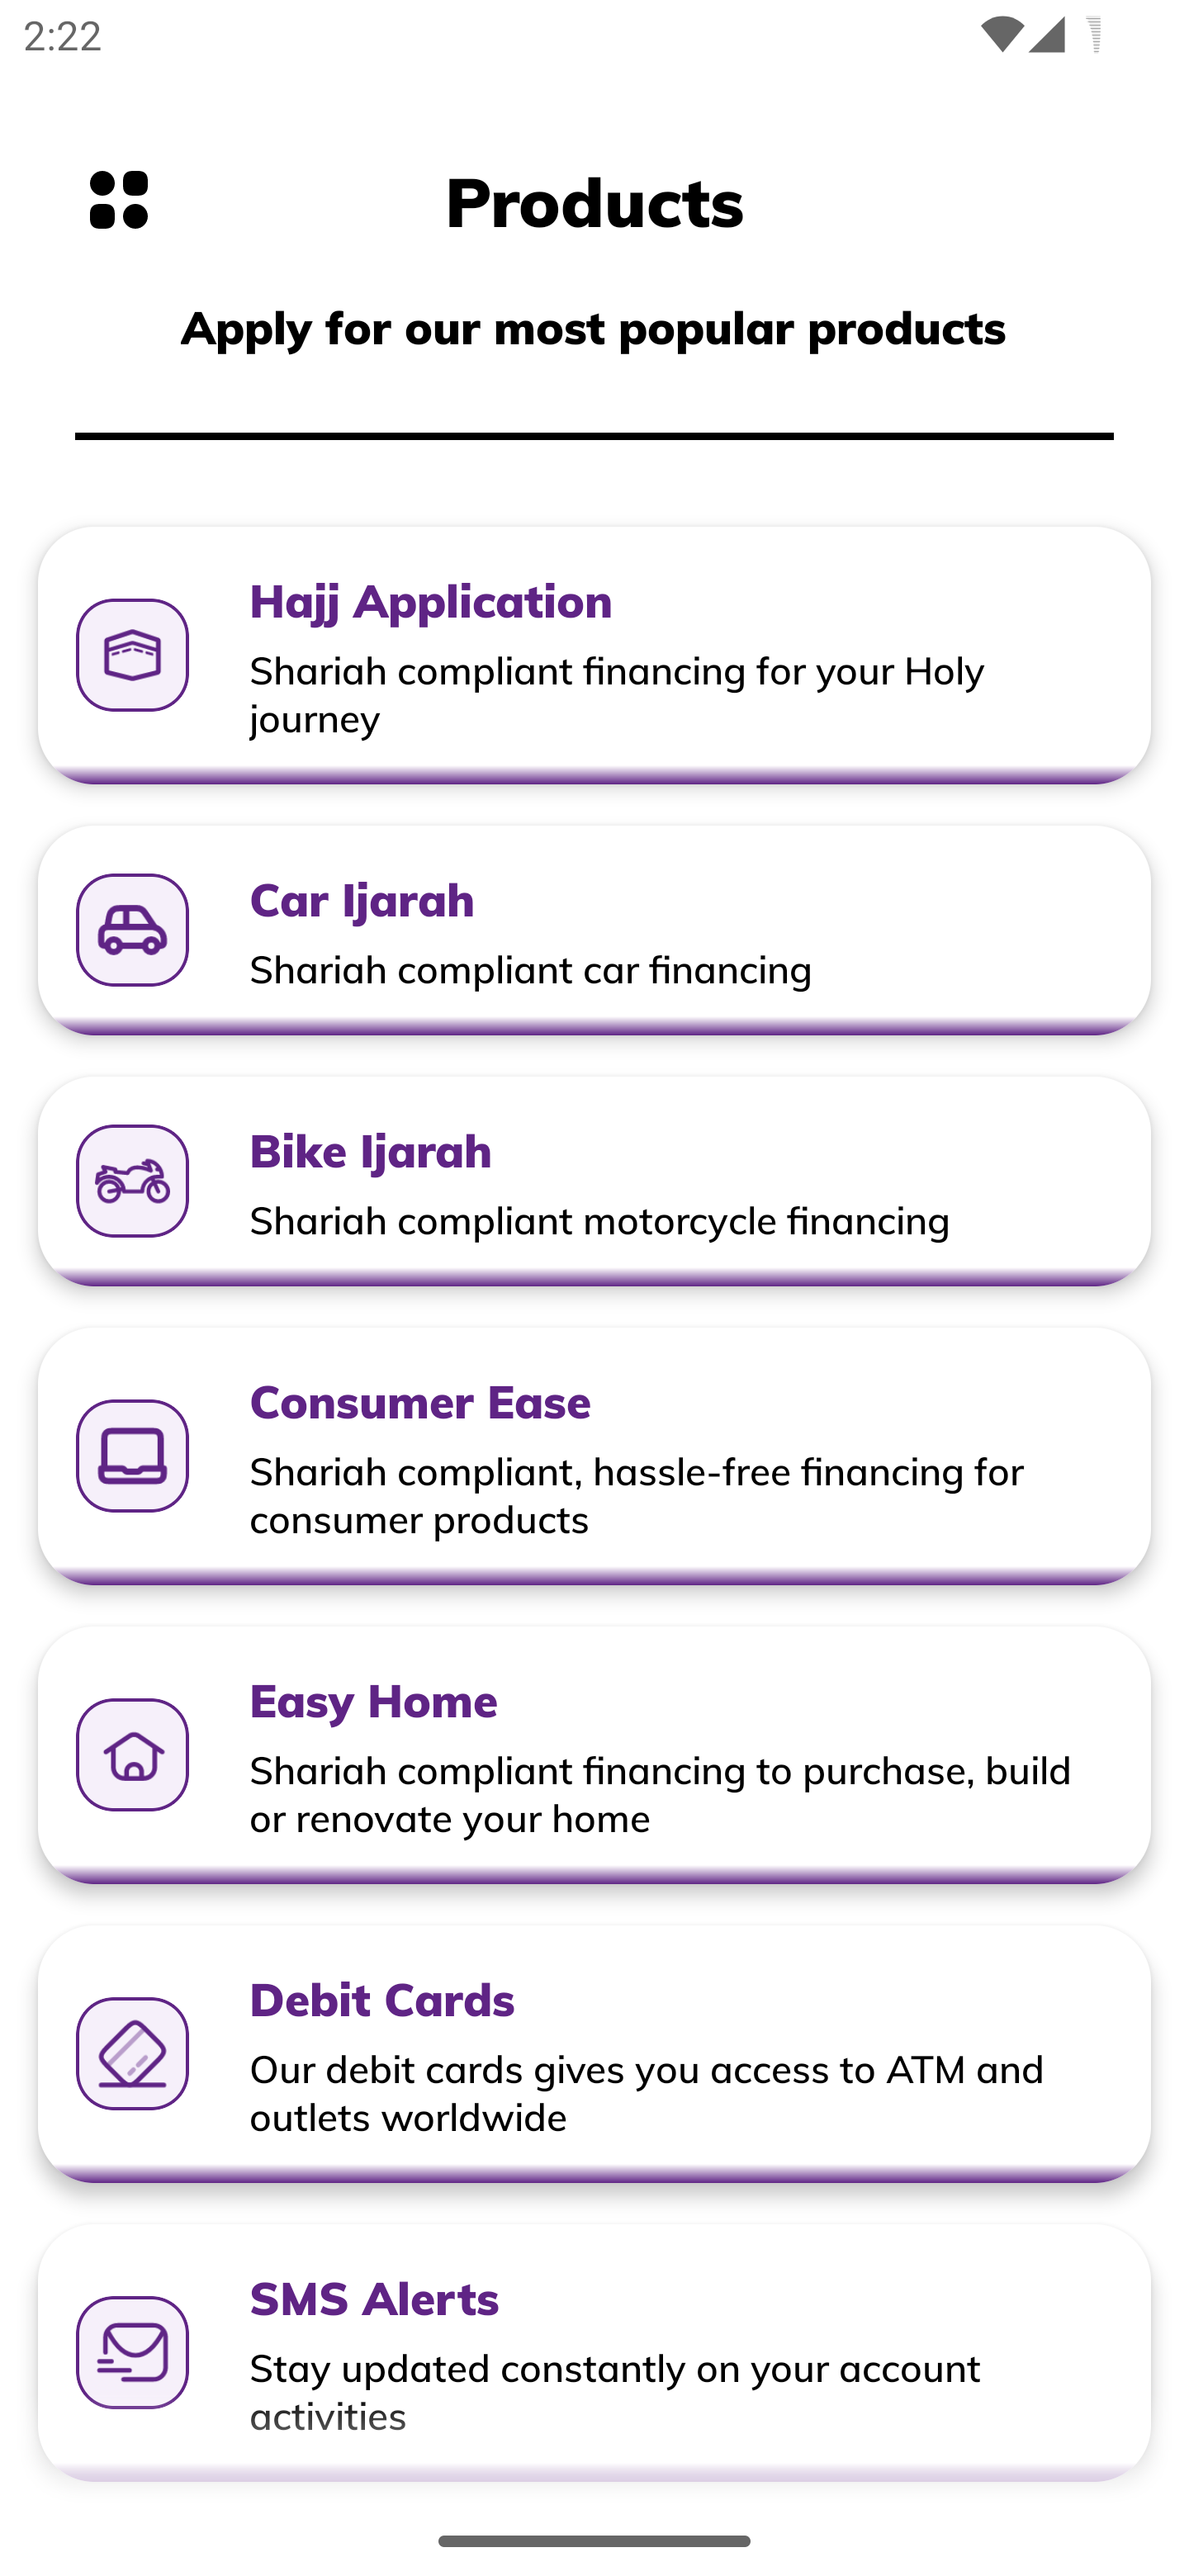 2:22
Products
Apply for our most popular products
Hajj Application
Shariah compliant financing for your Holy
journey
Car Ijarah
Shariah compliant car financing
Bike Ijarah
Shariah compliant motorcycle financing
Consumer Ease
Shariah compliant, hassle-free financing for
consumer products
Easy Home
Shariah compliant financing to purchase, build
or renovate your home
Debit Cards
Our debit cards gives you access to ATM and
outlets worldwide
SMS Alerts
Stay updated constantly on your account
activities